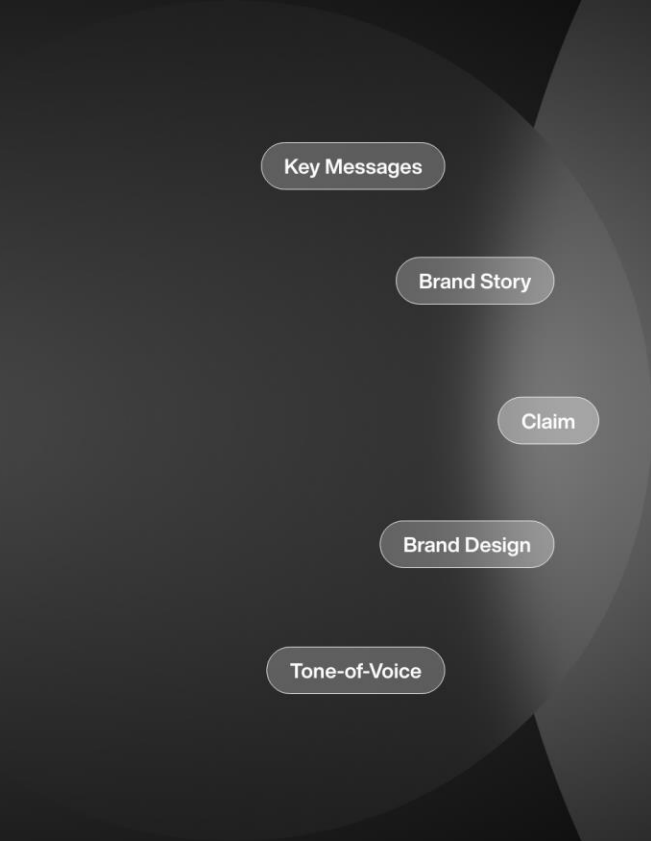 Key Messages
Brand Story
Claim
Brand Design
Tone-of-Voice